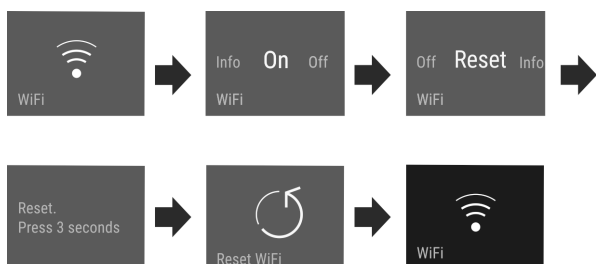 WiFi
Info On Off
WiFi
Off Reset Info
WiFi
Reset.
Press 3 seconds
Reset WiFi
WiFi